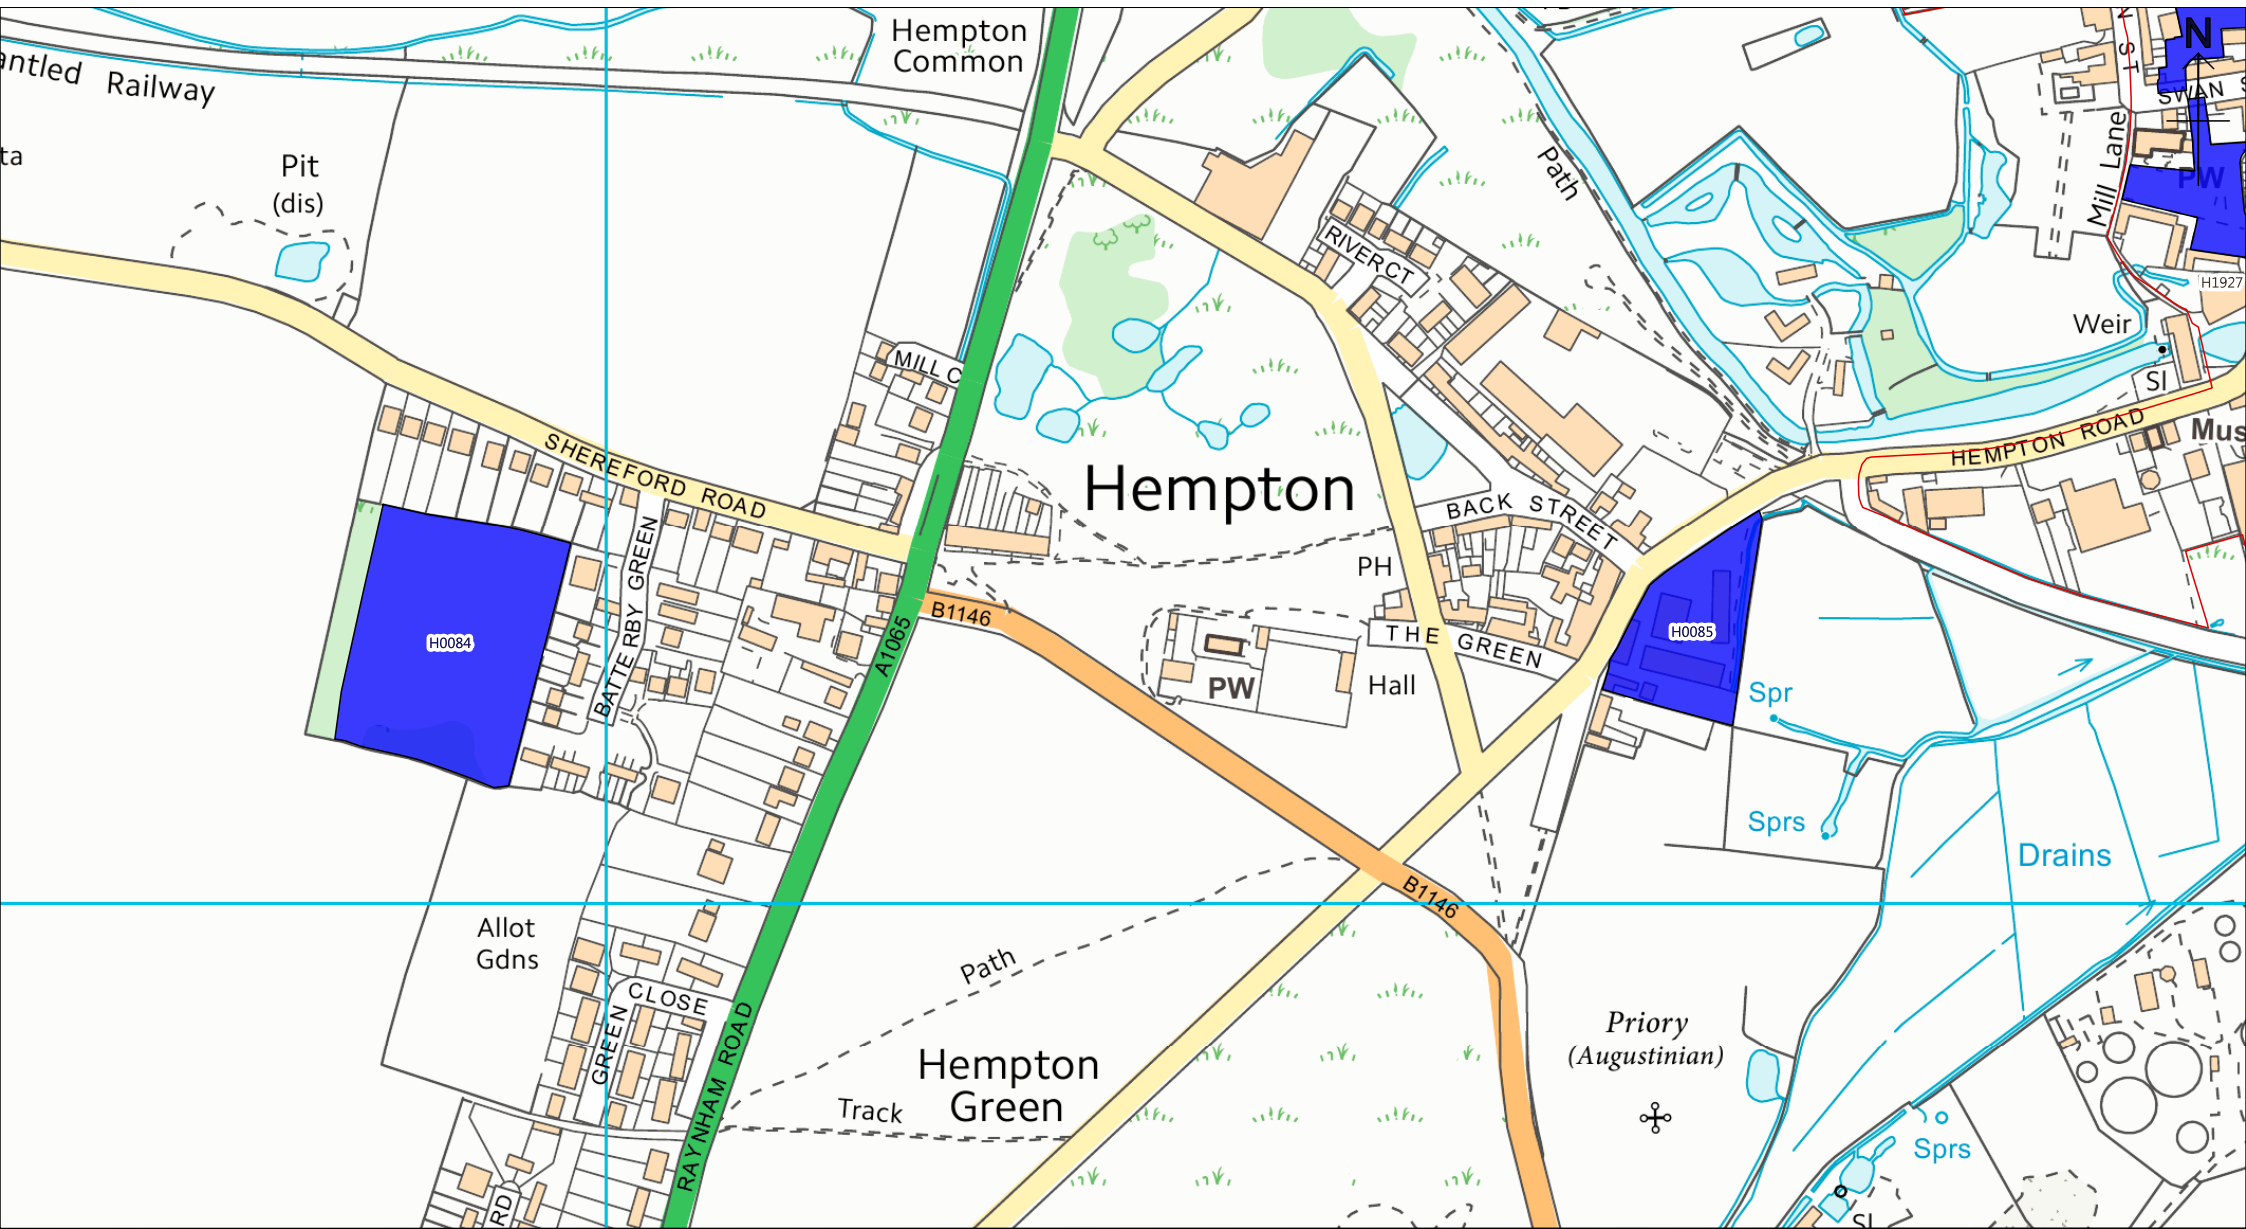 Hempton
Common
N
ST
SWAN S
antled Railway
ta
Pit
(dis)
Path
Mill Lane
PW
RIVER CT
H1927
Weir
MILL C
Sl
SHEREFORD ROAD
HEMPTON ROAD
Mus
Hempton
BACK STREET
BATTERBY GREEN
PH
B1146
A1065
THE GREEN
H0084
H0085
PW
Hall
Spr
Sprs
Drains
B1146
Allot
Gdns
Path
CLOSE
GREEN
RAYNHAM ROAD
Priory
(Augustinian)
Hempton
Green
Track
Sprs
RD
Sl